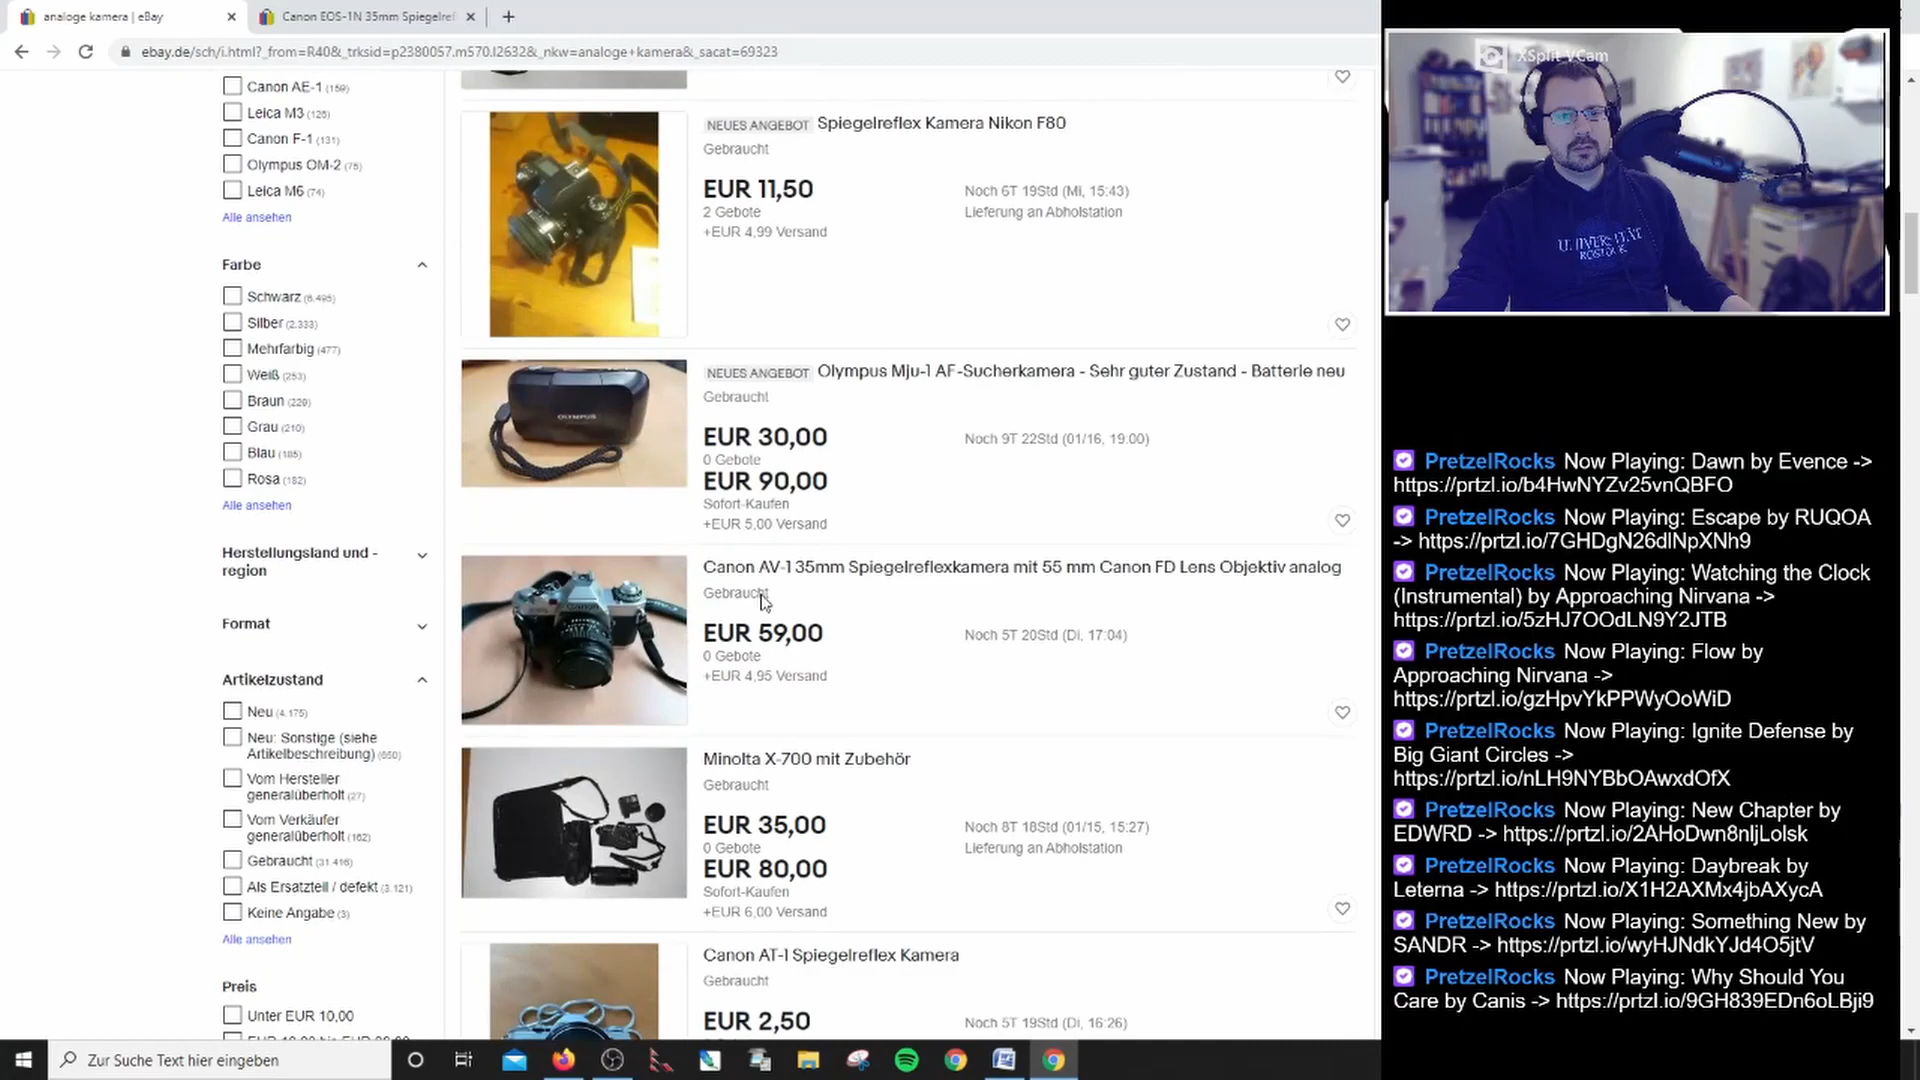 analoge kamera | eBay
Canon EOS-1N 35mm Spiegelref
ebay.de/sch/i.html?_from=R40&_trksid=p2380057.m570.l2632&_nkw=analoge+kamera&_sacat=69323
Canon AE-1 (159)
Leica M3 (126)
Canon F-1 (131)
Olympus OM-2 (75)
Leica M6 (74)
Alle ansehen
Farbe
Schwarz (6.495)
Silber (2.333)
Mehrfarbig (477)
Weiß (253)
Braun (220)
Grau (210)
Blau (185)
Rosa (182)
Alle ansehen
Herstellungsland und -
region
Format
Artikelzustand
Neu (4.175)
Neu: Sonstige (siehe
Artikelbeschreibung) (650)
Vom Hersteller
generalüberholt (27)
Vom Verkäufer
generalüberholt (162)
Gebraucht (31.416)
Als Ersatzteil / defekt (3.121)
Keine Angabe (3)
Alle ansehen
Preis
Unter EUR 10,00
NEUES ANGEBOT Spiegelreflex Kamera Nikon F80
Gebraucht
EUR 11,50
2 Gebote
+EUR 4,99 Versand
Noch 6T 19Std (Mi, 15:43)
Lieferung an Abholstation
OLYMPUS
NEUES ANGEBOT Olympus Mju-1 AF-Sucherkamera - Sehr guter Zustand - Batterie neu
Gebraucht
EUR 30,00
0 Gebote
EUR 90,00
Sofort-Kaufen
+EUR 5,00 Versand
Noch 9T 22Std (01/16, 19:00)
Canon
Canon AV-1 35mm Spiegelreflexkamera mit 55 mm Canon FD Lens Objektiv analog
Gebraucht
EUR 59,00
0 Gebote
+EUR 4,95 Versand
Noch 5T 20Std (Di, 17:04)
Minolta X-700 mit Zubehör
Gebraucht
EUR 35,00
0 Gebote
EUR 80,00
Sofort-Kaufen
+EUR 6,00 Versand
Noch 8T 18Std (01/15, 15:27)
Lieferung an Abholstation
Canon AT-1 Spiegelreflex Kamera
Gebraucht
EUR 2,50
Noch 5T 19Std (Di, 16:26)
Zur Suche Text hier eingeben
XSplit VCam
UNIVERSITÄT
ROSTOCK
PretzelRocks Now Playing: Dawn by Evence ->
https://prtzl.io/b4HwNYZv25vnQBFO
PretzelRocks Now Playing: Escape by RUQOA
-> https://prtzl.io/7GHDgN26dlNpXNh9
PretzelRocks Now Playing: Watching the Clock
(Instrumental) by Approaching Nirvana ->
https://prtzl.io/5zHJ7OOdLN9Y2JTB
PretzelRocks Now Playing: Flow by
Approaching Nirvana ->
https://prtzl.io/gzHpvYkPPWyOoWiD
PretzelRocks Now Playing: Ignite Defense by
Big Giant Circles ->
https://prtzl.io/nLH9NYBbOAwxdOfX
PretzelRocks Now Playing: New Chapter by
EDWRD -> https://prtzl.io/2AHoDwn8nljLolsk
PretzelRocks Now Playing: Daybreak by
Leterna -> https://prtzl.io/X1H2AXMx4jbAXycA
PretzelRocks Now Playing: Something New by
SANDR -> https://prtzl.io/wyHJNdkYJd4O5jtV
PretzelRocks Now Playing: Why Should You
Care by Canis -> https://prtzl.io/9GH839EDn6oLBji9